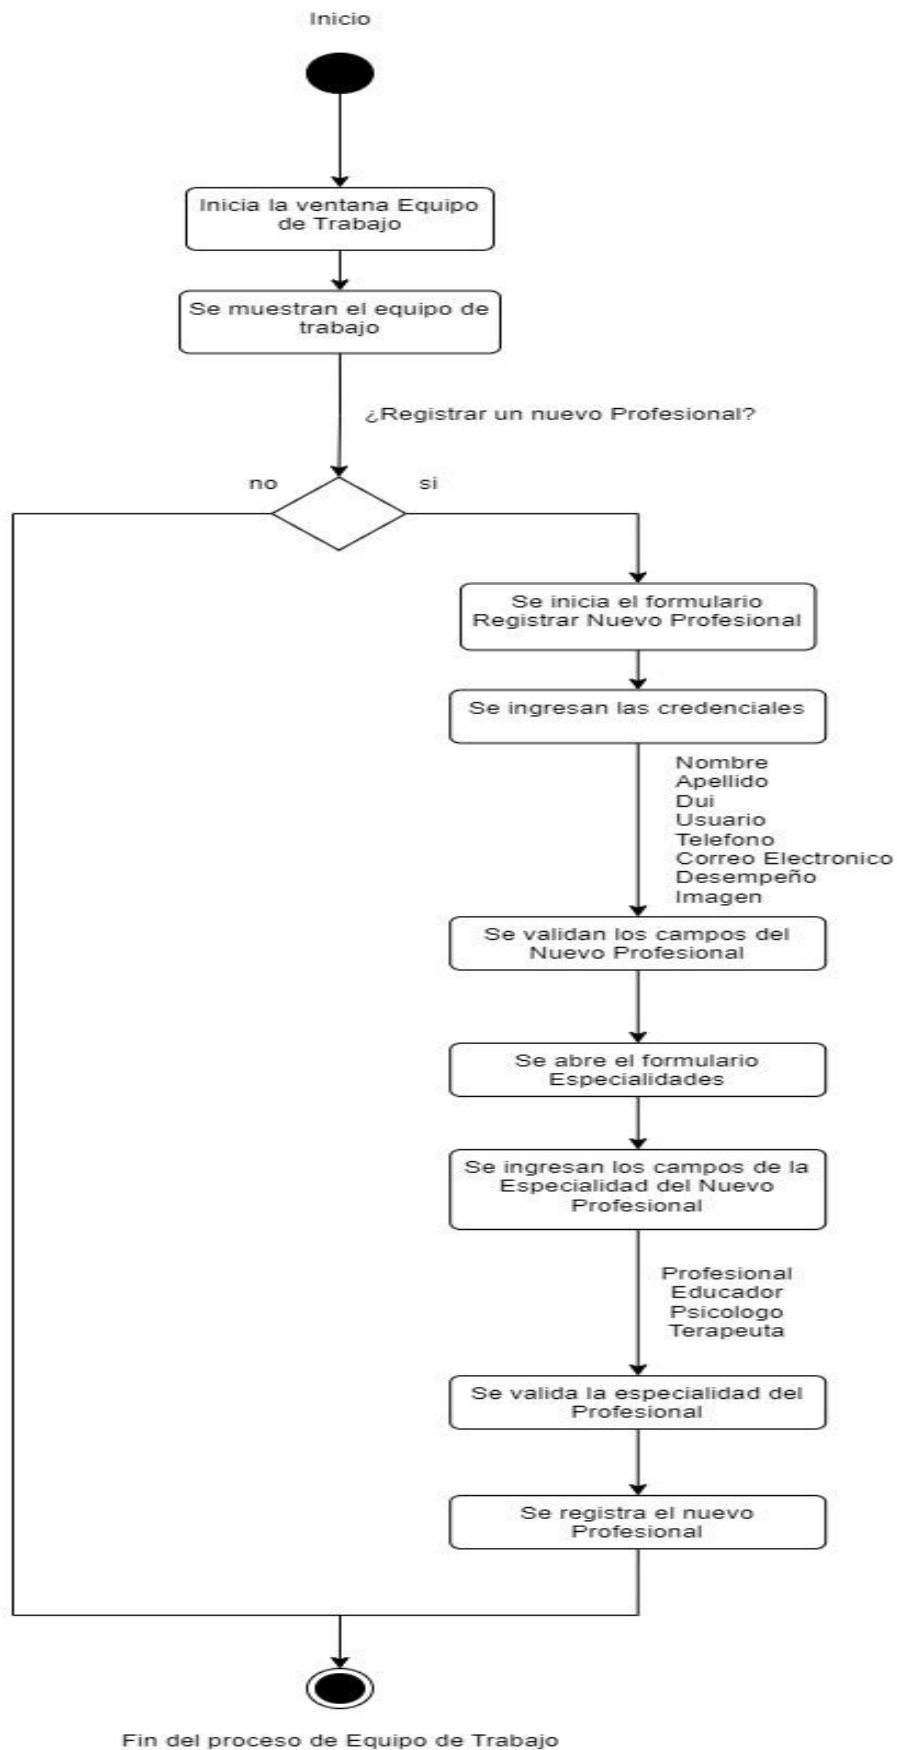 Inicio
Inicia la ventana Equipo
de Trabajo
Se muestran el equipo de
trabajo
¿Registrar un nuevo Profesional?
no
si
Se inicia el formulario
Registrar Nuevo Profesional
Se ingresan las credenciales
Nombre
Apellido
Dui
Usuario
Telefono
Correo Electronico
Desempeño
Imagen
Se validan los campos del
Nuevo Profesional
Se abre el formulario
Especialidades
Se ingresan los campos de la
Especialidad del Nuevo
Profesional
Profesional
Educador
Psicologo
Terapeuta
Se valida la especialidad del
Profesional
Se registra el nuevo
Profesional
Fin del proceso de Equipo de Trabajo